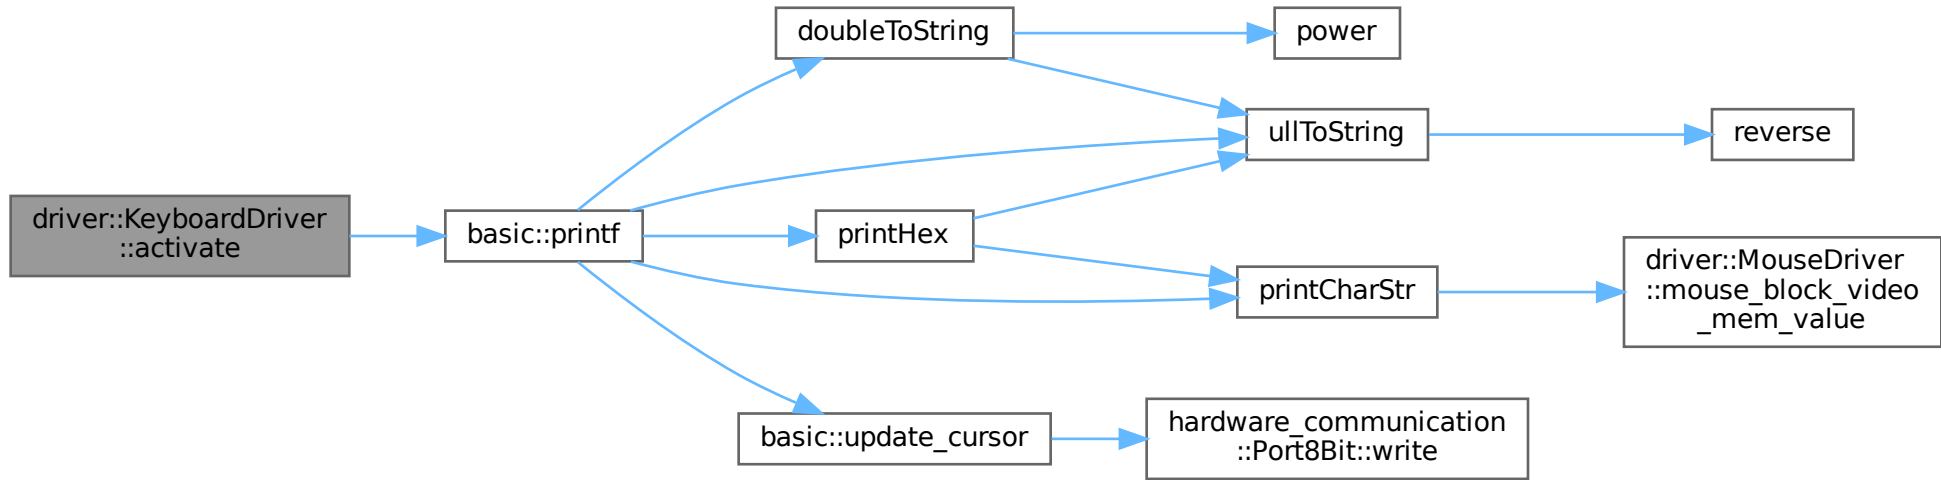 doubleToString
power
ullToString
reverse
driver::KeyboardDriver
::activate
basic::printf
printHex
printCharStr
driver::MouseDriver
::mouse_block_video
_mem_value
basic::update_cursor
hardware_communication
::Port8Bit::write